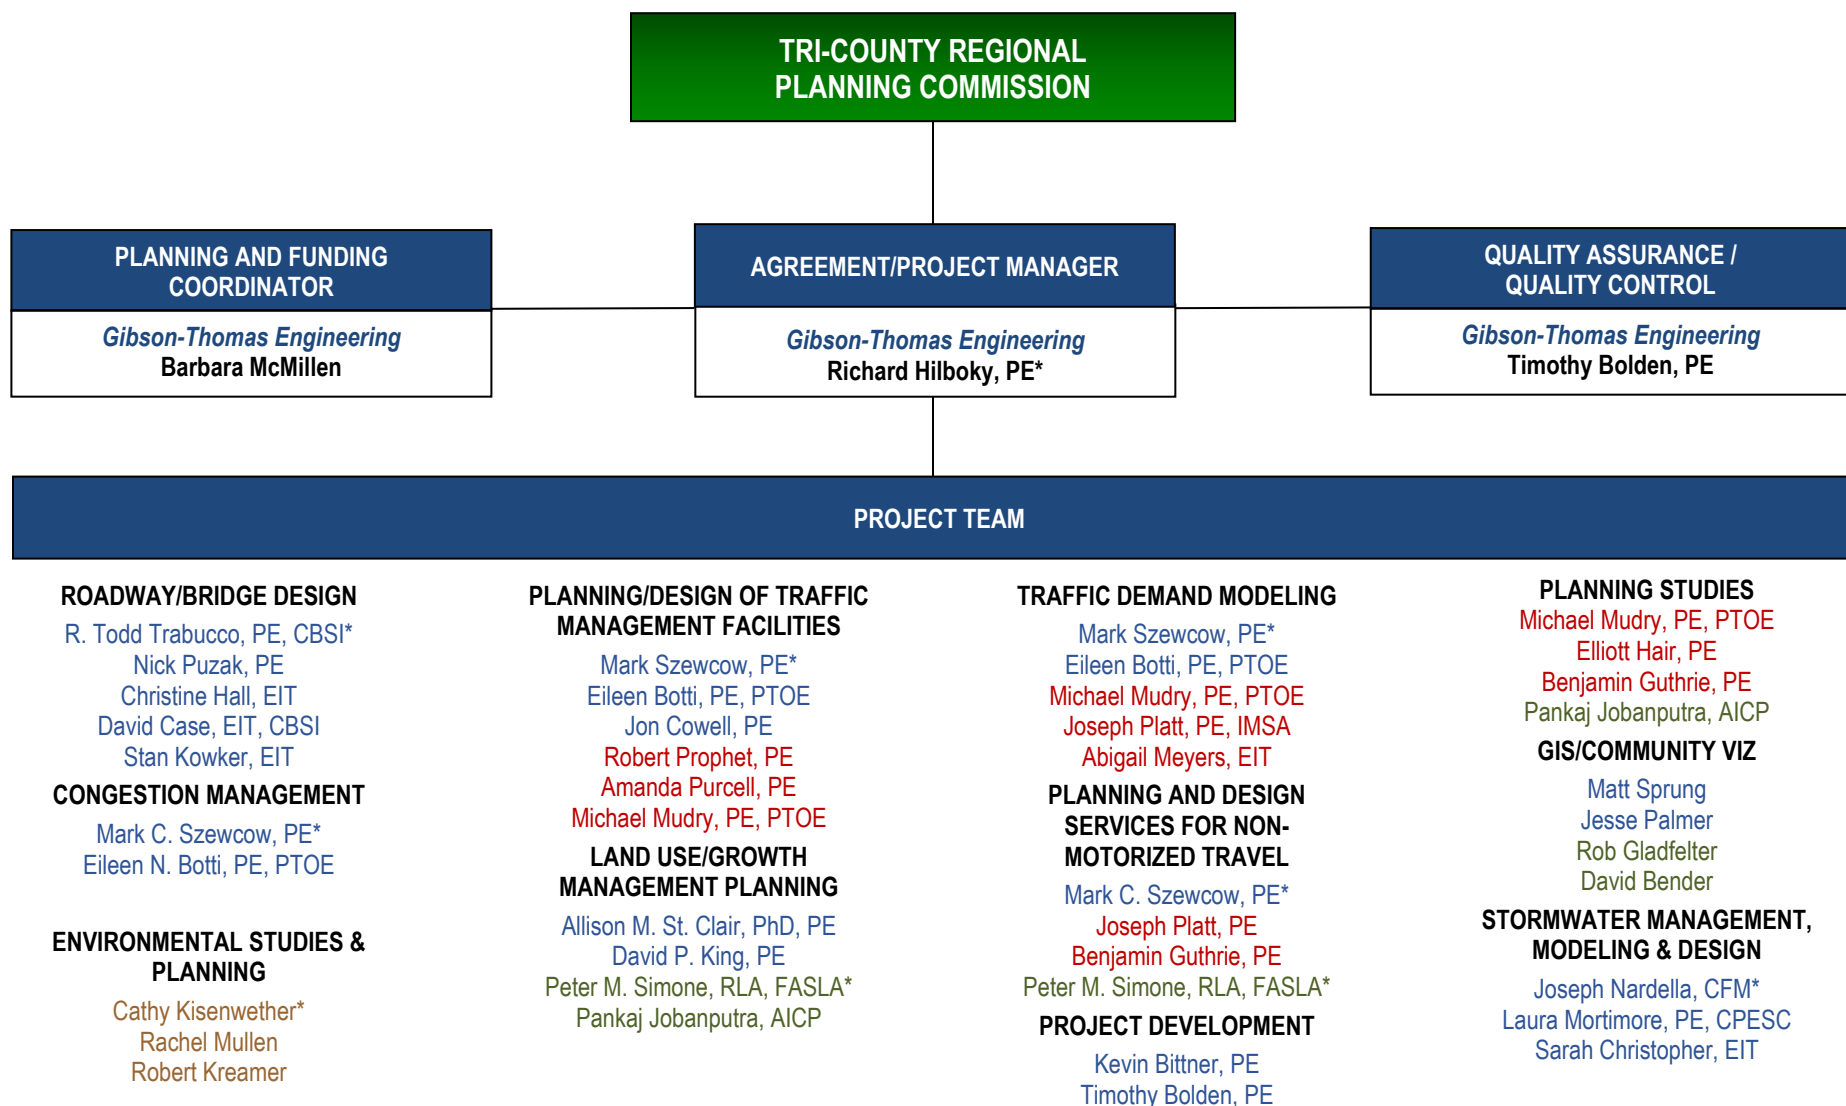 TRI-COUNTY REGIONAL
PLANNING COMMISSION
PLANNING AND FUNDING
COORDINATOR
Gibson-Thomas Engineering
Barbara McMillen
AGREEMENT/PROJECT MANAGER
Gibson-Thomas Engineering
Richard Hilboky, PE*
QUALITY ASSURANCE /
QUALITY CONTROL
Gibson-Thomas Engineering
Timothy Bolden, PE
PROJECT TEAM
ROADWAY/BRIDGE DESIGN
R. Todd Trabucco, PE, CBSI*
Nick Puzak, PE
Christine Hall, EIT
David Case, EIT, CBSI
Stan Kowker, EIT
CONGESTION MANAGEMENT
Mark C. Szewcow, PE*
Eileen N. Botti, PE, PTOE
ENVIRONMENTAL STUDIES &
PLANNING
Cathy Kisenwether*
Rachel Mullen
Robert Kreamer
PLANNING/DESIGN OF TRAFFIC
MANAGEMENT FACILITIES
Mark Szewcow, PE*
Eileen Botti, PE, PTOE
Jon Cowell, PE
Robert Prophet, PE
Amanda Purcell, PE
Michael Mudry, PE, PTOE
LAND USE/GROWTH
MANAGEMENT PLANNING
Allison M. St. Clair, PhD, PE
David P. King, PE
Peter M. Simone, RLA, FASLA*
Pankaj Jobanputra, AICP
TRAFFIC DEMAND MODELING
Mark Szewcow, PE*
Eileen Botti, PE, PTOE
Michael Mudry, PE, PTOE
Joseph Platt, PE, IMSA
Abigail Meyers, EIT
PLANNING AND DESIGN
SERVICES FOR NON-
MOTORIZED TRAVEL
Mark C. Szewcow, PE*
Joseph Platt, PE
Benjamin Guthrie, PE
Peter M. Simone, RLA, FASLA*
PROJECT DEVELOPMENT
Kevin Bittner, PE
Timothy Bolden, PE
PLANNING STUDIES
Michael Mudry, PE, PTOE
Elliott Hair, PE
Benjamin Guthrie, PE
Pankaj Jobanputra, AICP
GIS/COMMUNITY VIZ
Matt Sprung
Jesse Palmer
Rob Gladfelter
David Bender
STORMWATER MANAGEMENT,
MODELING & DESIGN
Joseph Nardella, CFM*
Laura Mortimore, PE, CPESC
Sarah Christopher, EIT